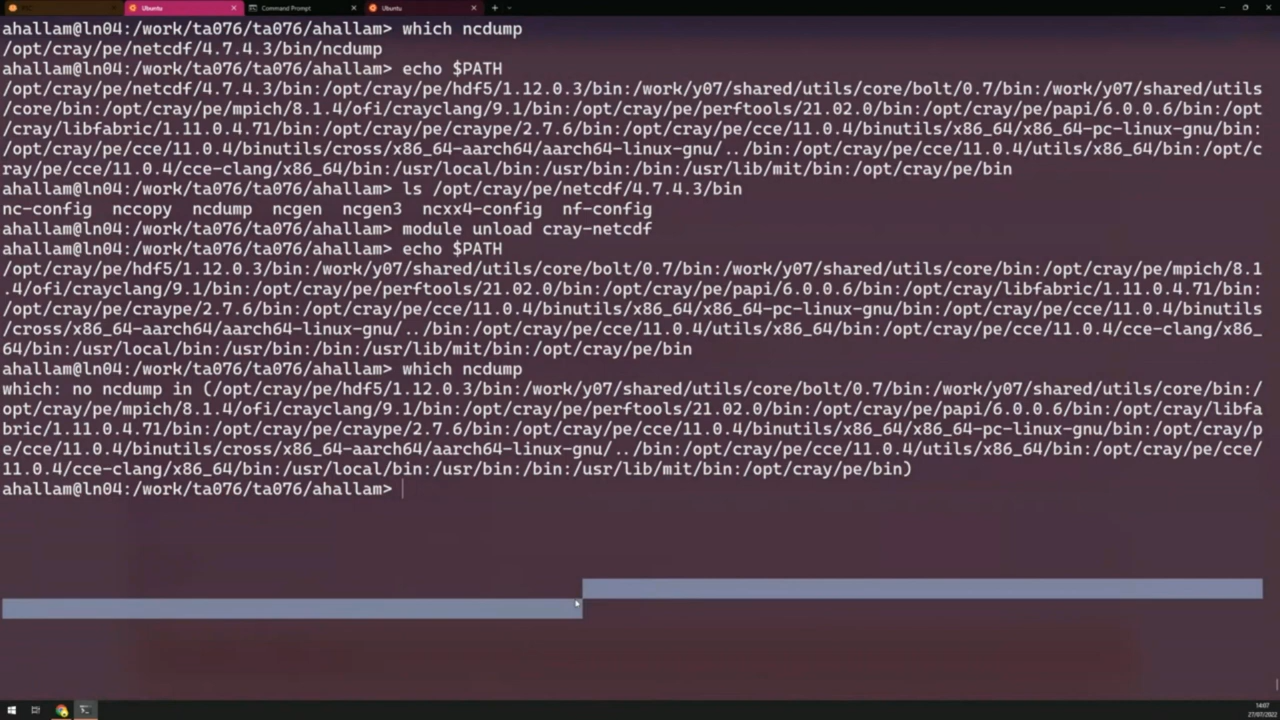 Ubuntu
Command Prompt
Ubuntu
ahallam@ln04:/work/ta076/ta076/ahallam> which ncdump
/opt/cray/pe/netcdf/4.7.4.3/bin/ncdump
ahallam@ln04:/work/ta076/ta076/ahallam> echo $PATH
/opt/cray/pe/netcdf/4.7.4.3/bin:/opt/cray/pe/hdf5/1.12.0.3/bin:/work/y07/shared/utils/core/bolt/0.7/bin:/work/y07/shared/utils
/core/bin:/opt/cray/pe/mpich/8.1.4/ofi/crayclang/9.1/bin:/opt/cray/pe/perftools/21.02.0/bin:/opt/cray/pe/papi/6.0.0.6/bin:/opt
/cray/libfabric/1.11.0.4.71/bin:/opt/cray/pe/craype/2.7.6/bin:/opt/cray/pe/cce/11.0.4/binutils/x86_64/x86_64-pc-linux-gnu/bin:
/opt/cray/pe/cce/11.0.4/binutils/cross/x86_64-aarch64/aarch64-linux-gnu/../bin:/opt/cray/pe/cce/11.0.4/utils/x86_64/bin:/opt/c
ray/pe/cce/11.0.4/cce-clang/x86_64/bin:/usr/local/bin:/usr/bin:/bin:/usr/lib/mit/bin:/opt/cray/pe/bin
ahallam@ln04:/work/ta076/ta076/ahallam> ls /opt/cray/pe/netcdf/4.7.4.3/bin
nc-config  nccopy  ncdump  ncgen  ncgen3  ncxx4-config  nf-config
ahallam@ln04:/work/ta076/ta076/ahallam> module unload cray-netcdf
ahallam@ln04:/work/ta076/ta076/ahallam> echo $PATH
/opt/cray/pe/hdf5/1.12.0.3/bin:/work/y07/shared/utils/core/bolt/0.7/bin:/work/y07/shared/utils/core/bin:/opt/cray/pe/mpich/8.1
.4/ofi/crayclang/9.1/bin:/opt/cray/pe/perftools/21.02.0/bin:/opt/cray/pe/papi/6.0.0.6/bin:/opt/cray/libfabric/1.11.0.4.71/bin:
/opt/cray/pe/craype/2.7.6/bin:/opt/cray/pe/cce/11.0.4/binutils/x86_64/x86_64-pc-linux-gnu/bin:/opt/cray/pe/cce/11.0.4/binutils
/cross/x86_64-aarch64/aarch64-linux-gnu/../bin:/opt/cray/pe/cce/11.0.4/utils/x86_64/bin:/opt/cray/pe/cce/11.0.4/cce-clang/x86_
64/bin:/usr/local/bin:/usr/bin:/bin:/usr/lib/mit/bin:/opt/cray/pe/bin
ahallam@ln04:/work/ta076/ta076/ahallam> which ncdump
which: no ncdump in (/opt/cray/pe/hdf5/1.12.0.3/bin:/work/y07/shared/utils/core/bolt/0.7/bin:/work/y07/shared/utils/core/bin:/
opt/cray/pe/mpich/8.1.4/ofi/crayclang/9.1/bin:/opt/cray/pe/perftools/21.02.0/bin:/opt/cray/pe/papi/6.0.0.6/bin:/opt/cray/libfa
bric/1.11.0.4.71/bin:/opt/cray/pe/craype/2.7.6/bin:/opt/cray/pe/cce/11.0.4/binutils/x86_64/x86_64-pc-linux-gnu/bin:/opt/cray/p
e/cce/11.0.4/binutils/cross/x86_64-aarch64/aarch64-linux-gnu/../bin:/opt/cray/pe/cce/11.0.4/utils/x86_64/bin:/opt/cray/pe/cce/
11.0.4/cce-clang/x86_64/bin:/usr/local/bin:/usr/bin:/bin:/usr/lib/mit/bin:/opt/cray/pe/bin)
ahallam@ln04:/work/ta076/ta076/ahallam>
14:07
27/07/2022